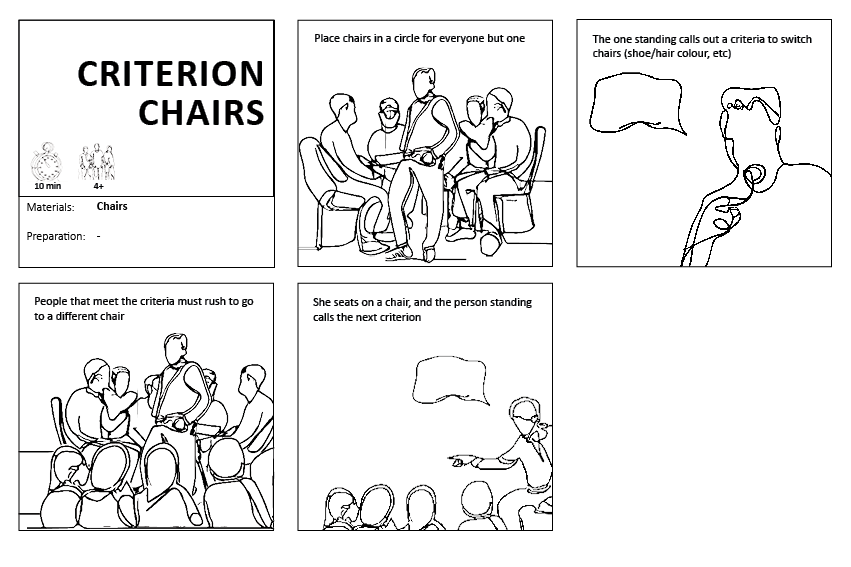 CRITERION
CHAIRS
10 min 4+
Materials: Chairs
Preparation: -
Place chairs in a circle for everyone but one
The one standing calls out a criteria to switch
chairs (shoe/hair colour, etc)
People that meet the criteria must rush to go
to a different chair
She seats on a chair, and the person standing
calls the next criterion